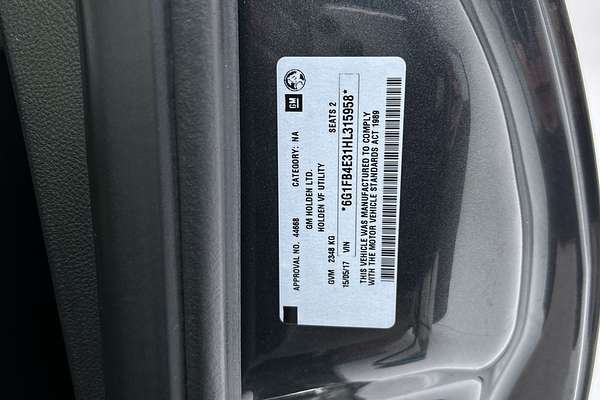 APPROVAL NO. 44668 CATEGORY: NA
GM HOLDEN LTD.
HOLDEN VF UTILITY
GVM 2348 KG SEATS 2
15/05/17 VIN *6G1FB4E31HL315958*
THIS VEHICLE WAS MANUFACTURED TO COMPLY
WITH THE MOTOR VEHICLE STANDARDS ACT 1989
GM